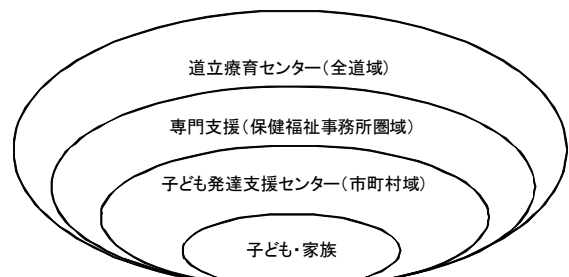 道立療育センター(全道域)
専門支援(保健福祉事務所圏域)
子ども発達支援センター(市町村域)
子ども・家族